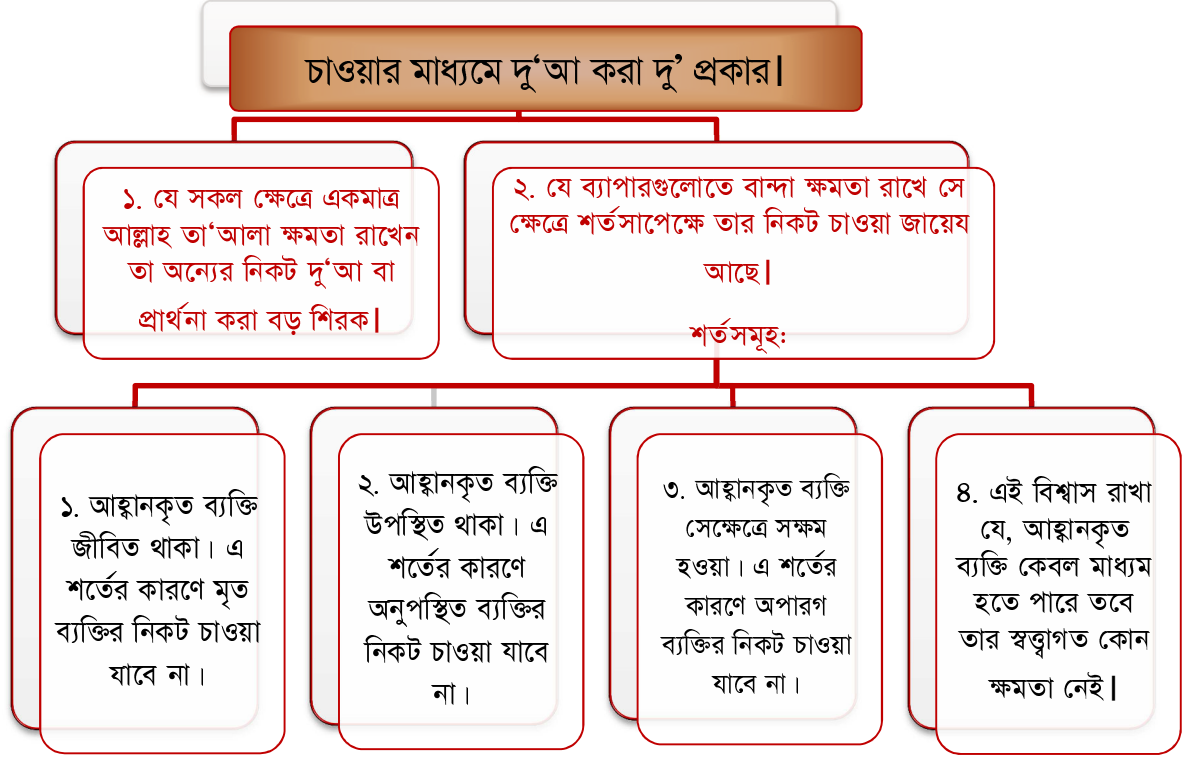 চাওয়ার মাধ্যমে দু‘আ করা দু’ প্রকার|
১. যে সকল ক্ষেত্রে একমাত্র
আল্লাহ তা‘আলা ক্ষমতা রাখেন
তা অন্যের নিকট দু‘আ বা
প্রার্থনা করা বড় শিরক|
২. যে ব্যাপারগুলোতে বান্দা ক্ষমতা রাখে সে
ক্ষেত্রে শর্তসাপেক্ষে তার নিকট চাওয়া জায়েয
আছে|
শর্তসমূহ:
১. আহ্বানকৃত ব্যক্তি
জীবিত থাকা। এ
শর্তের কারণে মৃত
ব্যক্তির নিকট চাওয়া
যাবে না।
২. আহ্বানকৃত ব্যক্তি
উপস্থিত থাকা। এ
শর্তের কারণে
অনুপস্থিত ব্যক্তির
নিকট চাওয়া যাবে
না।
৩. আহ্বানকৃত ব্যক্তি
সেক্ষেত্রে সক্ষম
হওয়া। এ শর্তের
কারণে অপারগ
ব্যক্তির নিকট চাওয়া
যাবে না।
৪. এই বিশ্বাস রাখা
যে, আহ্বানকৃত
ব্যক্তি কেবল মাধ্যম
হতে পারে তবে
তার স্বত্ত্বাগত কোন
ক্ষমতা নেই|